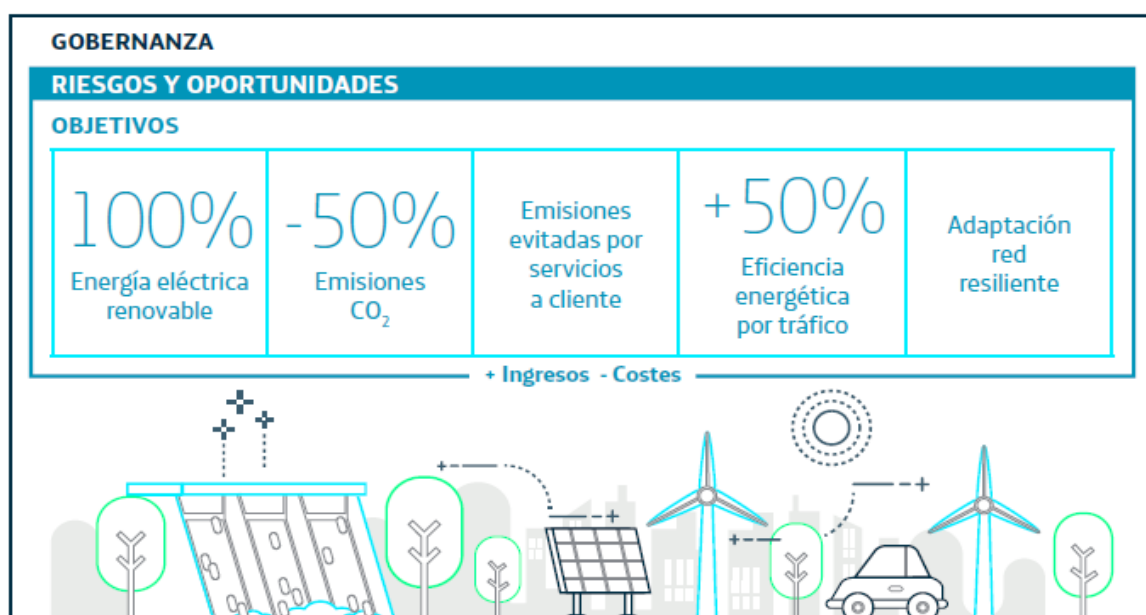 GOBERNANZA
RIESGOS Y OPORTUNIDADES
OBJETIVOS
100%
Energía eléctrica
renovable
-50%
Emisiones
CO₂
Emisiones
evitadas por
servicios
a cliente
+50%
Eficiencia
energética
por tráfico
Adaptación
red
resiliente
+ Ingresos - Costes